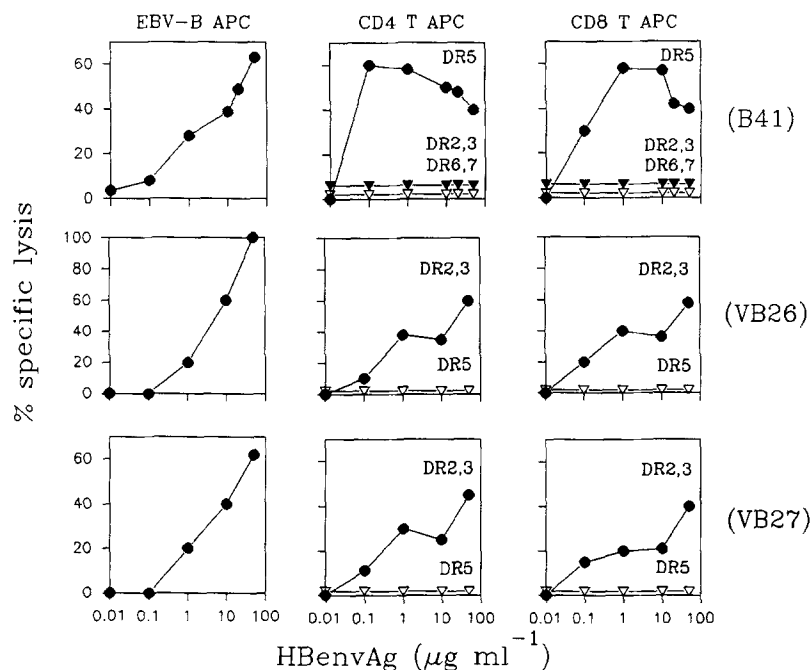 EBV-B APC
CD4 T APC
CD8 T APC
60
40
20
0
DR5
DR2,3
DR6,7
DR5
DR2,3
DR6,7
(B41)
100
80
60
40
20
0
DR2,3
DR5
DR2,3
DR5
(VB26)
60
40
20
0
DR2,3
DR5
DR2,3
DR5
(VB27)
0.01 0.1 1 10 100
0.01 0.1 1 10 100
0.01 0.1 1 10 100
% specific lysis
HBenvAg (μg ml⁻¹)